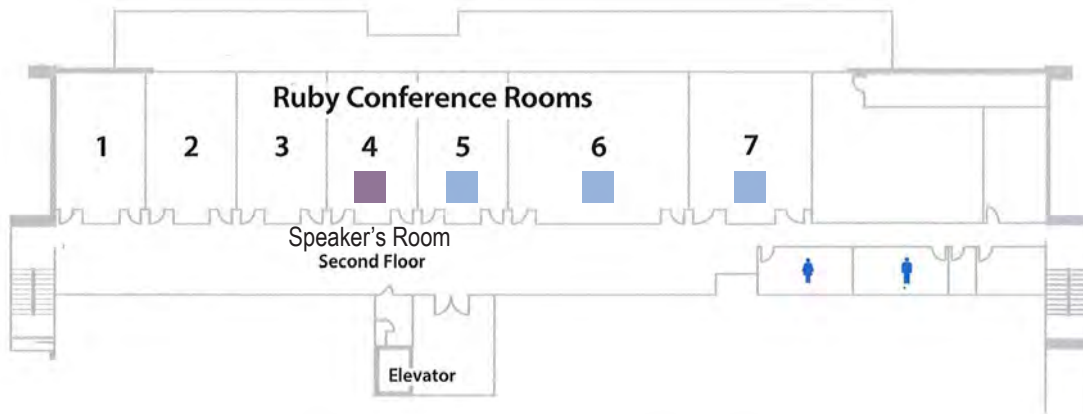 Ruby Conference Rooms
1 2 3 4 5 6 7
Speaker's Room
Second Floor
Elevator